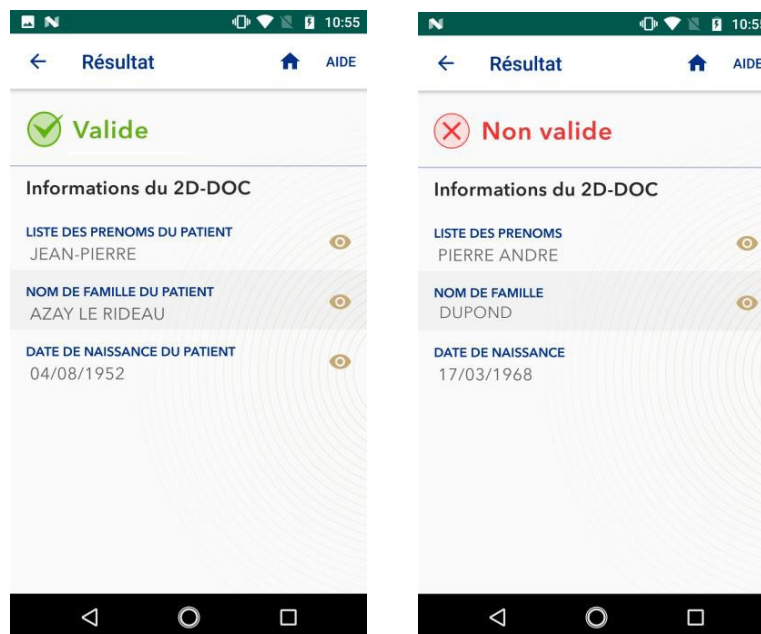 10:55
Résultat
AIDE
Valide
Informations du 2D-DOC
LISTE DES PRENOMS DU PATIENT
JEAN-PIERRE
NOM DE FAMILLE DU PATIENT
AZAY LE RIDEAU
DATE DE NAISSANCE DU PATIENT
04/08/1952
10:55
Résultat
AIDE
Non valide
Informations du 2D-DOC
LISTE DES PRENOMS
PIERRE ANDRE
NOM DE FAMILLE
DUPOND
DATE DE NAISSANCE
17/03/1968